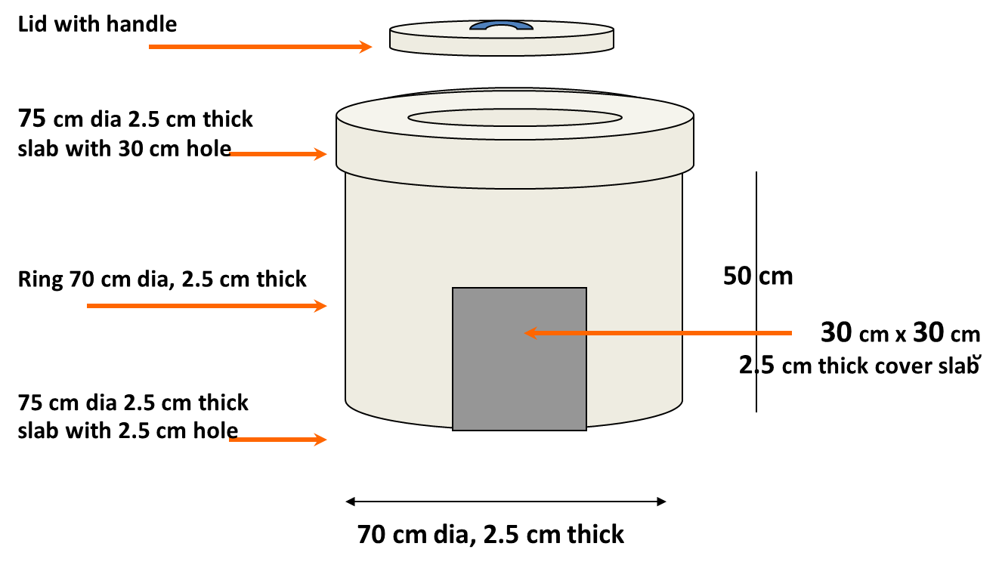 Lid with handle
75 cm dia 2.5 cm thick
slab with 30 cm hole
Ring 70 cm dia, 2.5 cm thick
50 cm
30 cm x 30 cm
2.5 cm thick cover slab
75 cm dia 2.5 cm thick
slab with 2.5 cm hole
70 cm dia, 2.5 cm thick